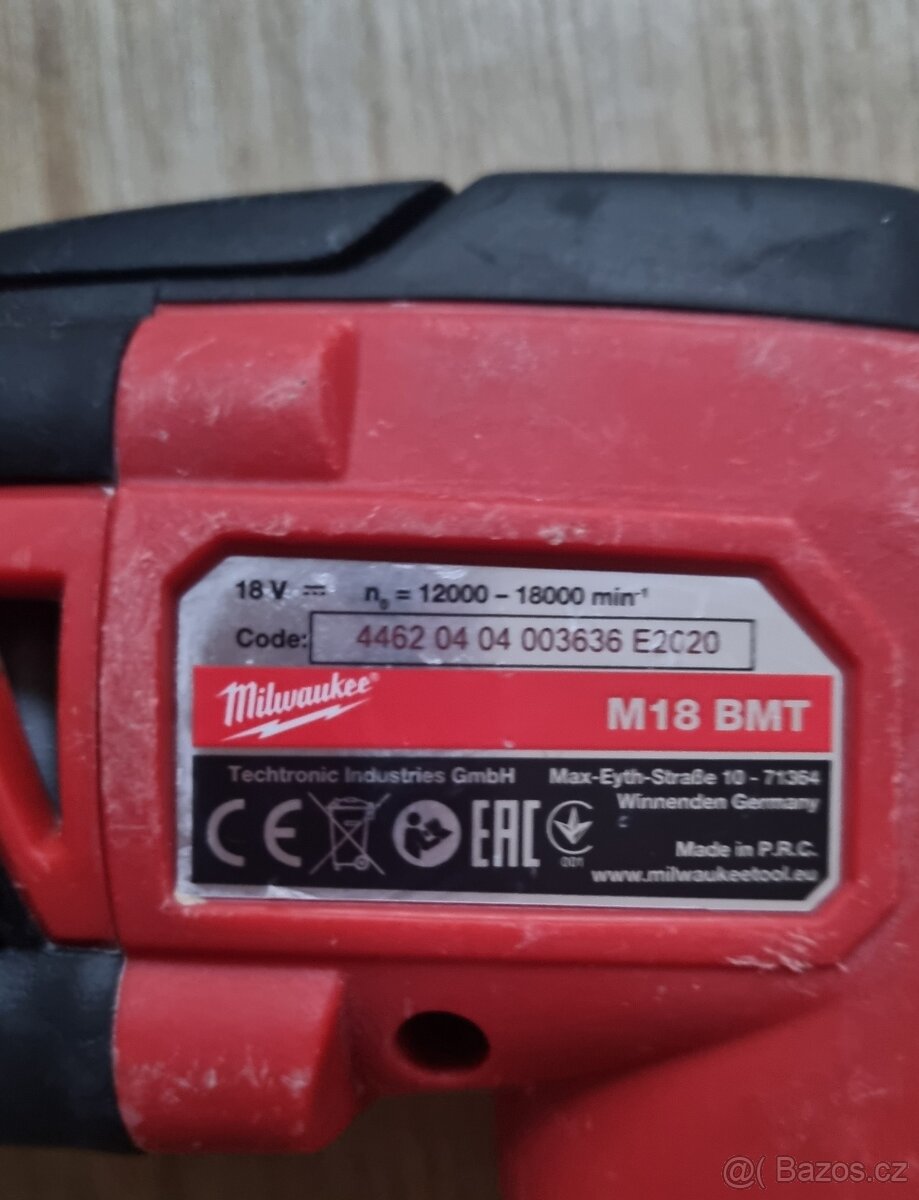 18 V ⎓ n₀ = 12000 – 18000 min⁻¹
Code: 4462 04 04 003636 E2020
Milwaukee®
M18 BMT
Techtronic Industries GmbH Max-Eyth-Straße 10 - 71364
Winnenden Germany
CE EAC
001
Made in P.R.C.
www.milwaukeetool.eu
@( Bazos.cz